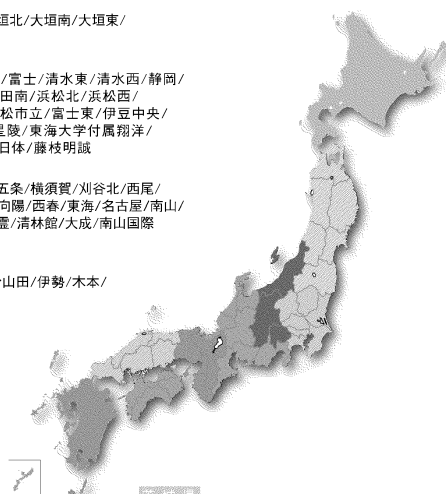 垣北/大垣南/大垣東/
/富士/清水東/清水西/静岡/
田南/浜松北/浜松西/
松市立/富士東/伊豆中央/
星陵/東海大学付属翔洋/
日体/藤枝明誠
五条/横須賀/刈谷北/西尾/
向陽/西春/東海/名古屋/南山/
霊/清林館/大成/南山国際
山田/伊勢/木本/